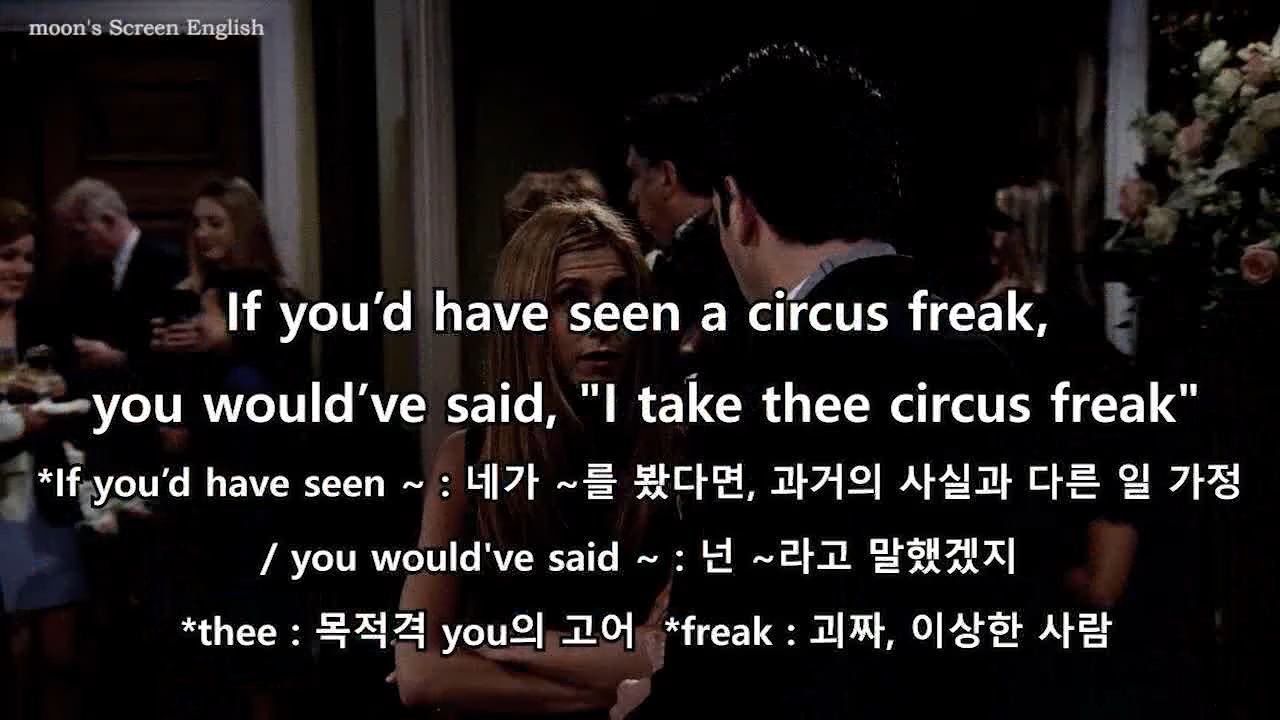 moon's Screen English
If you’d have seen a circus freak,
you would’ve said, "I take thee circus freak"
*If you’d have seen ~ : 네가 ~를 봤다면, 과거의 사실과 다른 일 가정
/ you would've said ~ : 넌 ~라고 말했겠지
*thee : 목적격 you의 고어 *freak : 괴짜, 이상한 사람